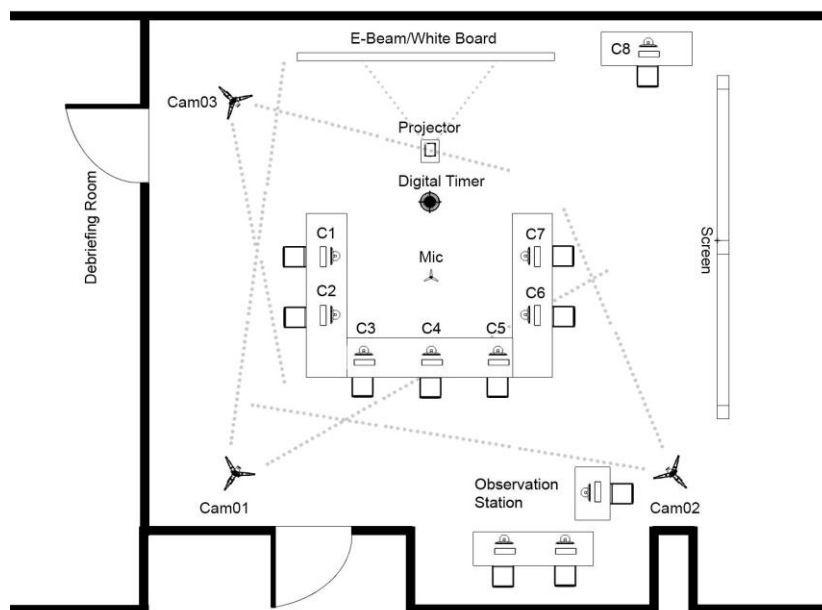 E-Beam/White Board
C8
Cam03
Projector
Digital Timer
Debriefing Room
C1
C7
Screen
Mic
C2
C6
C3
C4
C5
Observation
Station
Cam01
Cam02